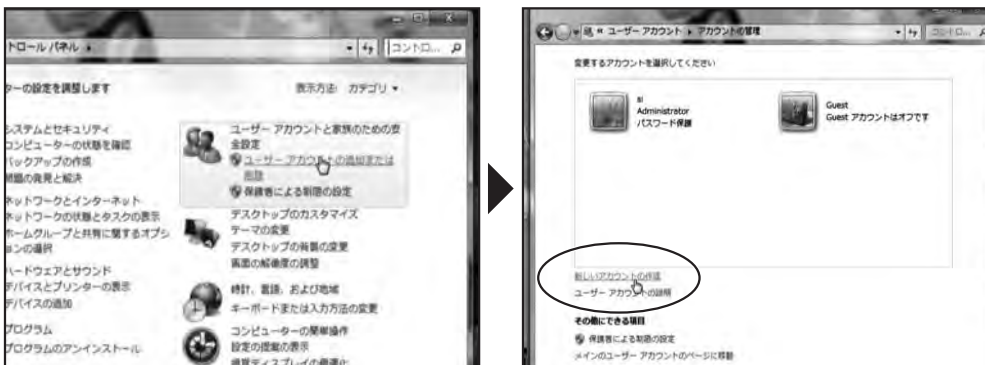 トロール パネル ▸
コントロ...
ターの設定を調整します
表示方法: カテゴリ ▾
システムとセキュリティ
コンピューターの状態を確認
バックアップの作成
問題の発見と解決
ネットワークとインターネット
ネットワークの状態とタスクの表示
ホームグループと共有に関するオプシ
ョンの選択
ハードウェアとサウンド
デバイスとプリンターの表示
デバイスの追加
プログラム
プログラムのアンインストール
ユーザー アカウントと家族のための安
全設定
ユーザー アカウントの追加または
削除
保護者による制限の設定
デスクトップのカスタマイズ
テーマの変更
デスクトップの背景の変更
画面の解像度の調整
時計、言語、および地域
キーボードまたは入力方法の変更
コンピューターの簡単操作
設定の提案の表示
視覚ディスプレイの最適化
« ユーザー アカウント ▸ アカウントの管理
コントロ...
変更するアカウントを選択してください
Administrator
パスワード保護
Guest
Guest アカウントはオフです
新しいアカウントの作成
ユーザー アカウントの説明
その他にできる項目
保護者による制限の設定
メインのユーザー アカウントのページに移動